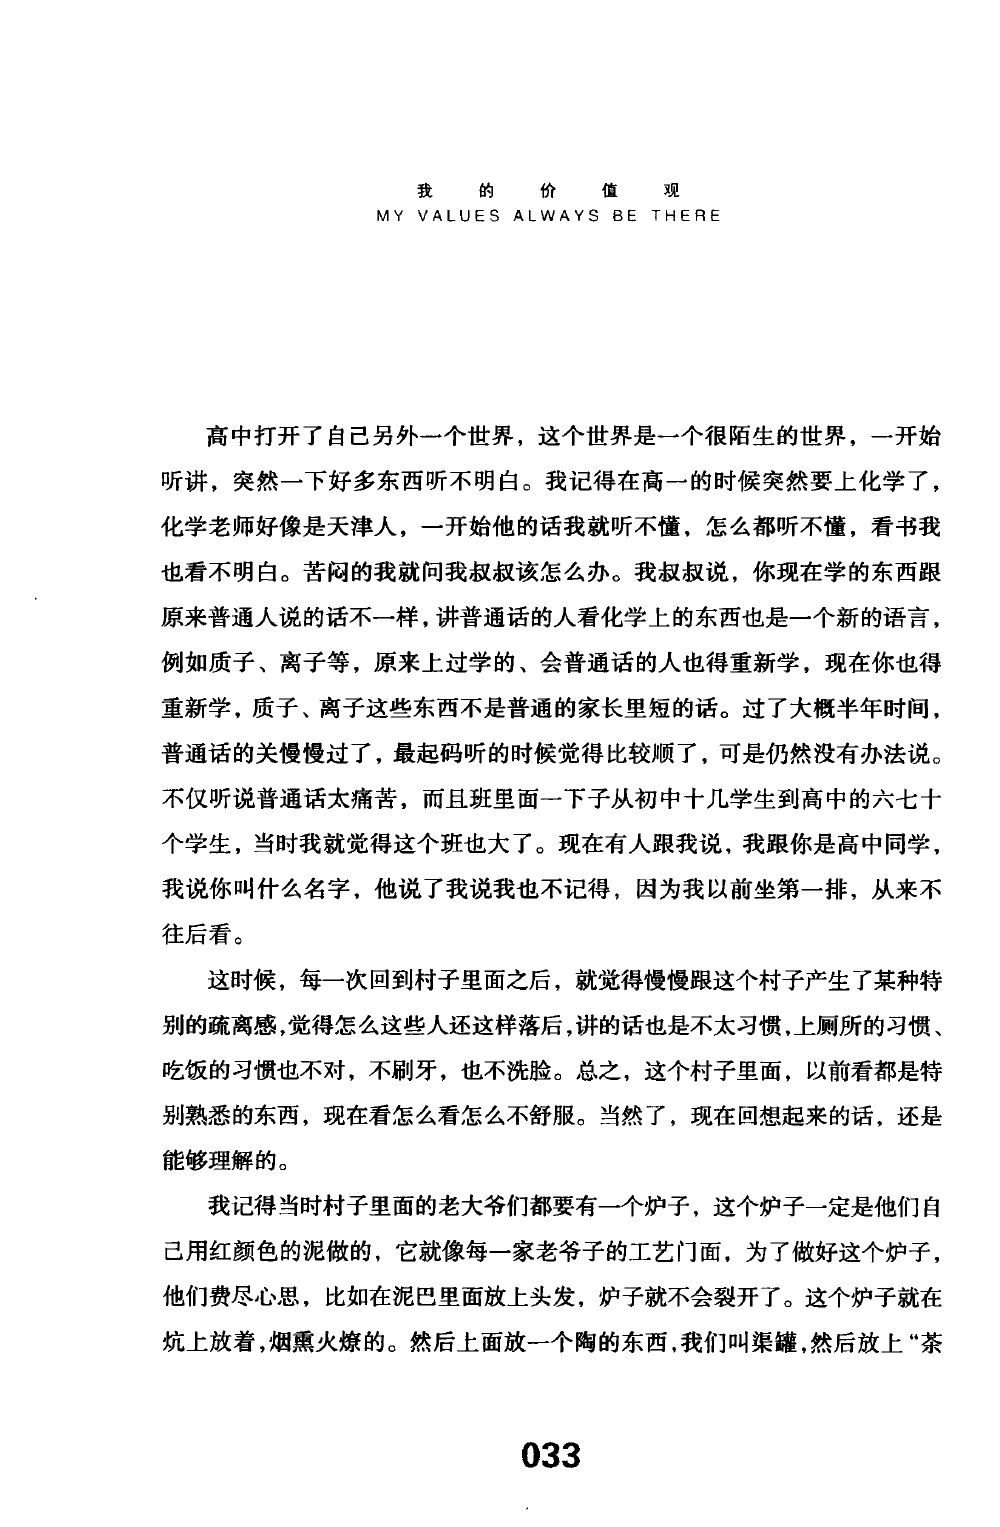 我的价值观
MY VALUES ALWAYS BE THERE
高中打开了自己另外一个世界，这个世界是一个很陌生的世界，一开始
听讲，突然一下好多东西听不明白。我记得在高一的时候突然要上化学了，
化学老师好像是天津人，一开始他的话我就听不懂，怎么都听不懂，看书我
也看不明白。苦闷的我就问我叔叔该怎么办。我叔叔说，你现在学的东西跟
原来普通人说的话不一样，讲普通话的人看化学上的东西也是一个新的语言，
例如质子、离子等，原来上过学的、会普通话的人也得重新学，现在你也得
重新学，质子、离子这些东西不是普通的家长里短的话。过了大概半年时间，
普通话的关慢慢过了，最起码听的时候觉得比较顺了，可是仍然没有办法说。
不仅听说普通话太痛苦，而且班里面一下子从初中十几学生到高中的六七十
个学生，当时我就觉得这个班也大了。现在有人跟我说，我跟你是高中同学，
我说你叫什么名字，他说了我说我也不记得，因为我以前坐第一排，从来不
往后看。
这时候，每一次回到村子里面之后，就觉得慢慢跟这个村子产生了某种特
别的疏离感，觉得怎么这些人还这样落后，讲的话也是不太习惯，上厕所的习惯、
吃饭的习惯也不对，不刷牙，也不洗脸。总之，这个村子里面，以前看都是特
别熟悉的东西，现在看怎么看怎么不舒服。当然了，现在回想起来的话，还是
能够理解的。
我记得当时村子里面的老大爷们都要有一个炉子，这个炉子一定是他们自
己用红颜色的泥做的，它就像每一家老爷子的工艺门面，为了做好这个炉子，
他们费尽心思，比如在泥巴里面放上头发，炉子就不会裂开了。这个炉子就在
炕上放着，烟熏火燎的。然后上面放一个陶的东西，我们叫渠罐，然后放上“茶
033